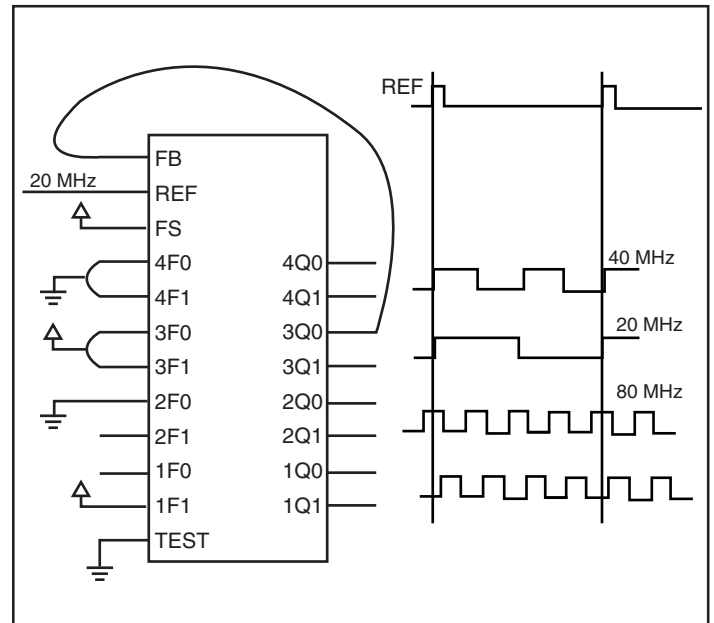 REF
FB
20 MHz
REF
FS
4F0
4F1
3F0
3F1
2F0
2F1
1F0
1F1
TEST
4Q0
4Q1
3Q0
3Q1
2Q0
2Q1
1Q0
1Q1
40 MHz
20 MHz
80 MHz